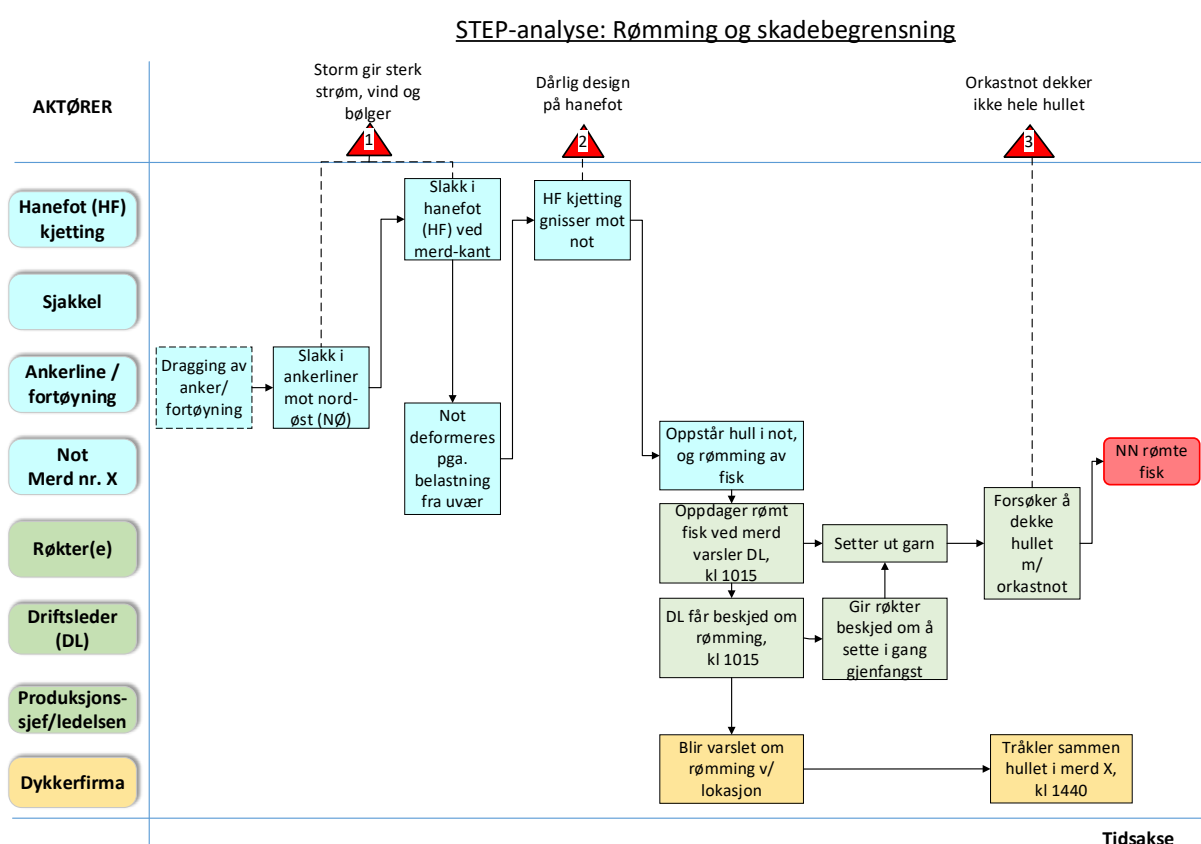 STEP-analyse: Rømming og skadebegrensning
AKTØRER
Storm gir sterk
strøm, vind og
bølger
1
Dårlig design
på hanefot
2
Orkastnot dekker
ikke hele hullet
3
Hanefot (HF)
kjetting
Slakk i
hanefot
(HF) ved
merd-kant
HF kjetting
gnisser mot
not
Sjakkel
Ankerline /
fortøyning
Dragging av
anker/
fortøyning
Slakk i
ankerliner
mot nord-
øst (NØ)
Not
Merd nr. X
Not
deformeres
pga.
belastning
fra uvær
Oppstår hull i not,
og rømming av
fisk
NN rømte
fisk
Røkter(e)
Oppdager rømt
fisk ved merd
varsler DL,
kl 1015
Setter ut garn
Forsøker å
dekke
hullet
m/
orkastnot
Driftsleder
(DL)
DL får beskjed om
rømming,
kl 1015
Gir røkter
beskjed om å
sette i gang
gjenfangst
Produksjons-
sjef/ledelsen
Dykkerfirma
Blir varslet om
rømming v/
lokasjon
Tråkler sammen
hullet i merd X,
kl 1440
Tidsakse